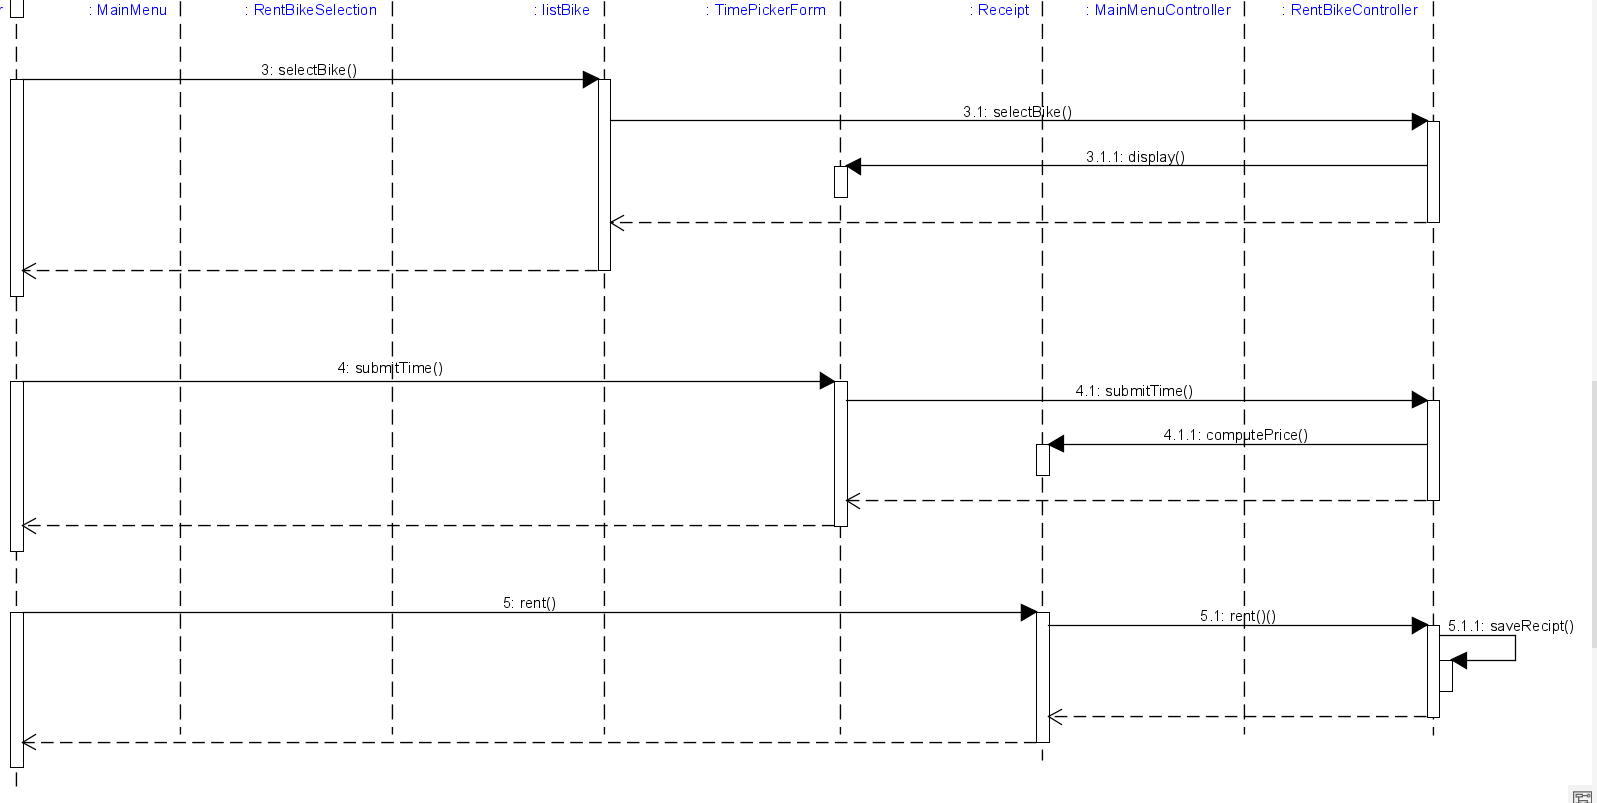 r : MainMenu : RentBikeSelection : listBike : TimePickerForm : Receipt : MainMenuController : RentBikeController
3: selectBike()
3.1: selectBike()
3.1.1: display()
4: submitTime()
4.1: submitTime()
4.1.1: computePrice()
5: rent()
5.1: rent()()
5.1.1: saveRecipt()